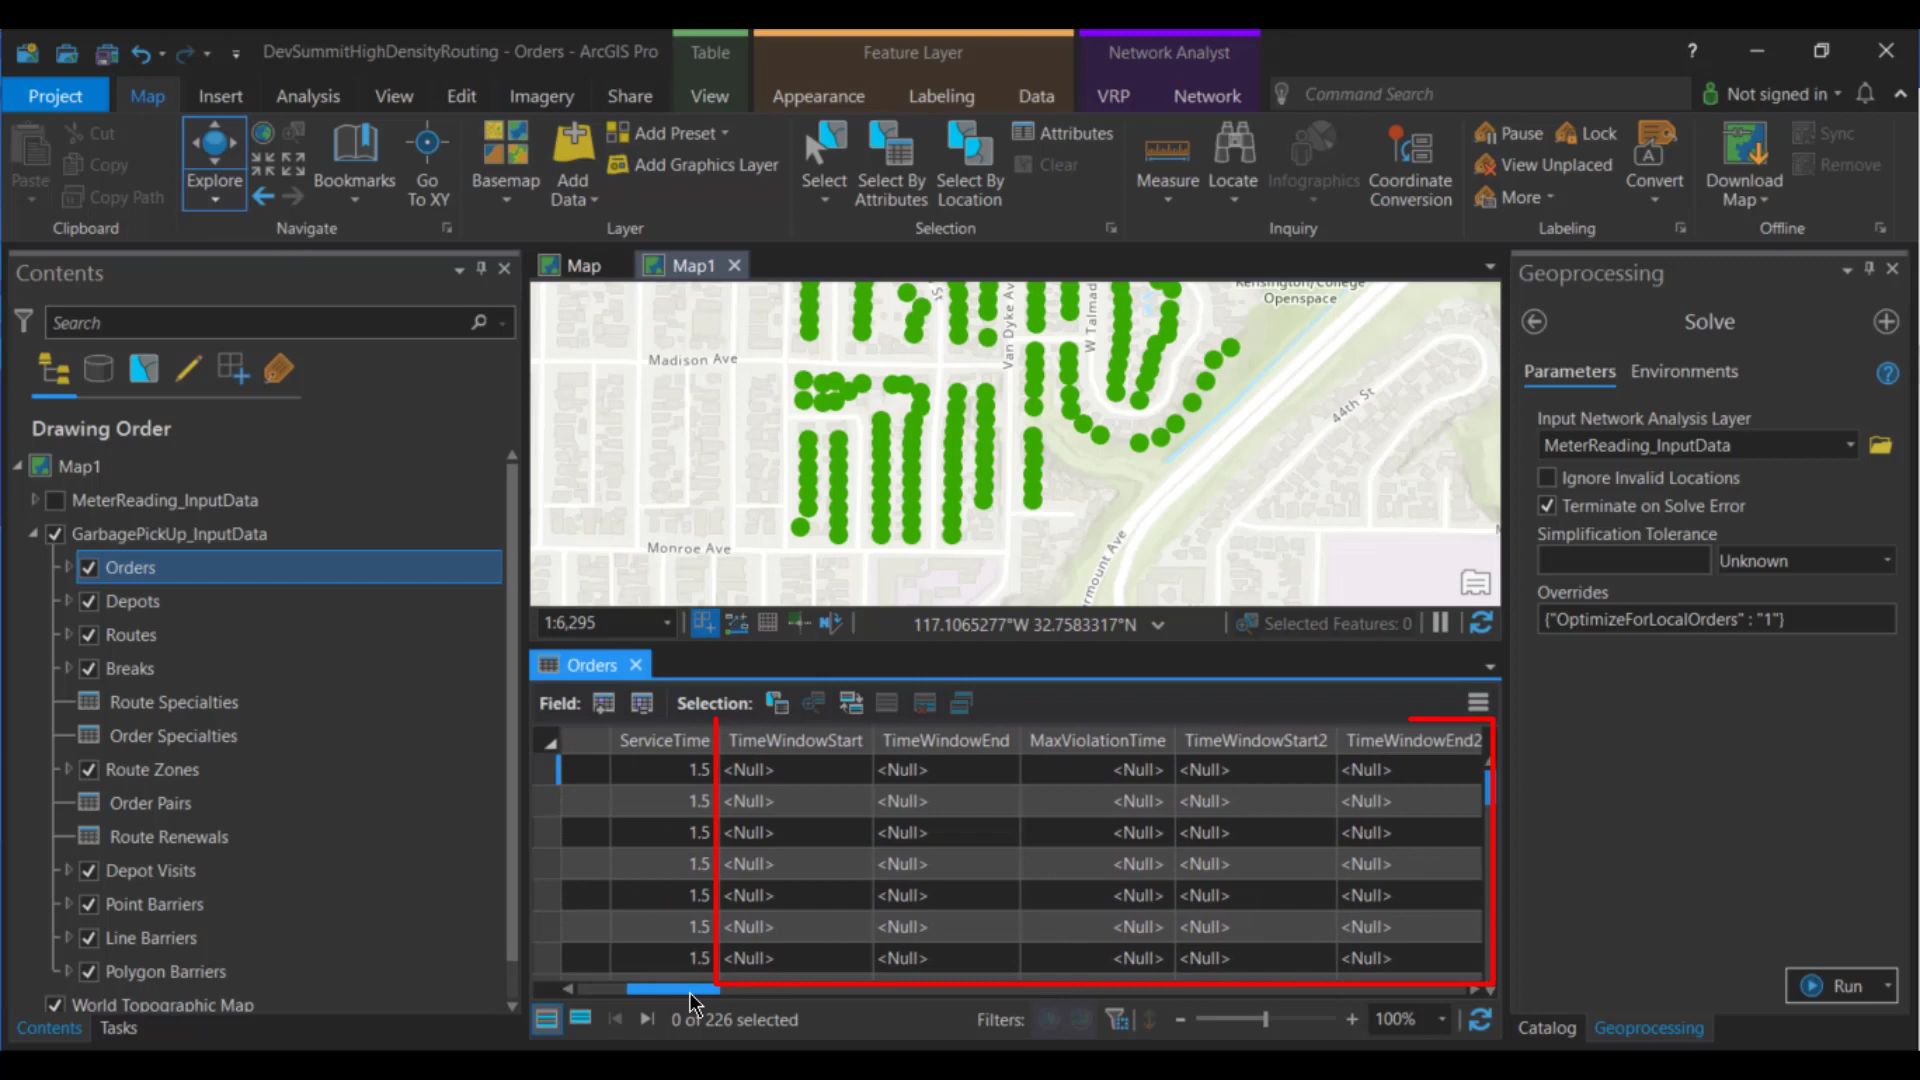 DevSummitHighDensityRouting - Orders - ArcGIS Pro
Table
Feature Layer
Network Analyst
?
Project
Map
Insert
Analysis
View
Edit
Imagery
Share
View
Appearance
Labeling
Data
VRP
Network
Command Search
Not signed in
Paste
Cut
Copy
Copy Path
Clipboard
Explore
Bookmarks
Go
To XY
Navigate
Basemap
Add
Data
Add Preset
Add Graphics Layer
Layer
Select
Select By
Attributes
Select By
Location
Attributes
Clear
Selection
Measure
Locate
Infographics
Coordinate
Conversion
Inquiry
Pause
Lock
View Unplaced
More
Convert
Labeling
Download
Map
Sync
Remove
Offline
Contents
Search
Drawing Order
Map1
MeterReading_InputData
GarbagePickUp_InputData
Orders
Depots
Routes
Breaks
Route Specialties
Order Specialties
Route Zones
Order Pairs
Route Renewals
Depot Visits
Point Barriers
Line Barriers
Polygon Barriers
World Topographic Map
Contents
Tasks
Map
Map1
Kensington/College
Openspace
Madison Ave
Van Dyke Av
W Talmad
St
44th St
Monroe Ave
rmount Ave
1:6,295
117.1065277°W 32.7583317°N
Selected Features: 0
Orders
Field:
Selection:
ServiceTime TimeWindowStart TimeWindowEnd MaxViolationTime TimeWindowStart2 TimeWindowEnd2
1.5 <Null> <Null> <Null> <Null> <Null>
1.5 <Null> <Null> <Null> <Null> <Null>
1.5 <Null> <Null> <Null> <Null> <Null>
1.5 <Null> <Null> <Null> <Null> <Null>
1.5 <Null> <Null> <Null> <Null> <Null>
1.5 <Null> <Null> <Null> <Null> <Null>
1.5 <Null> <Null> <Null> <Null> <Null>
0 of 226 selected
Filters:
100%
Geoprocessing
Solve
Parameters
Environments
Input Network Analysis Layer
MeterReading_InputData
Ignore Invalid Locations
Terminate on Solve Error
Simplification Tolerance
Unknown
Overrides
{"OptimizeForLocalOrders" : "1"}
Run
Catalog
Geoprocessing